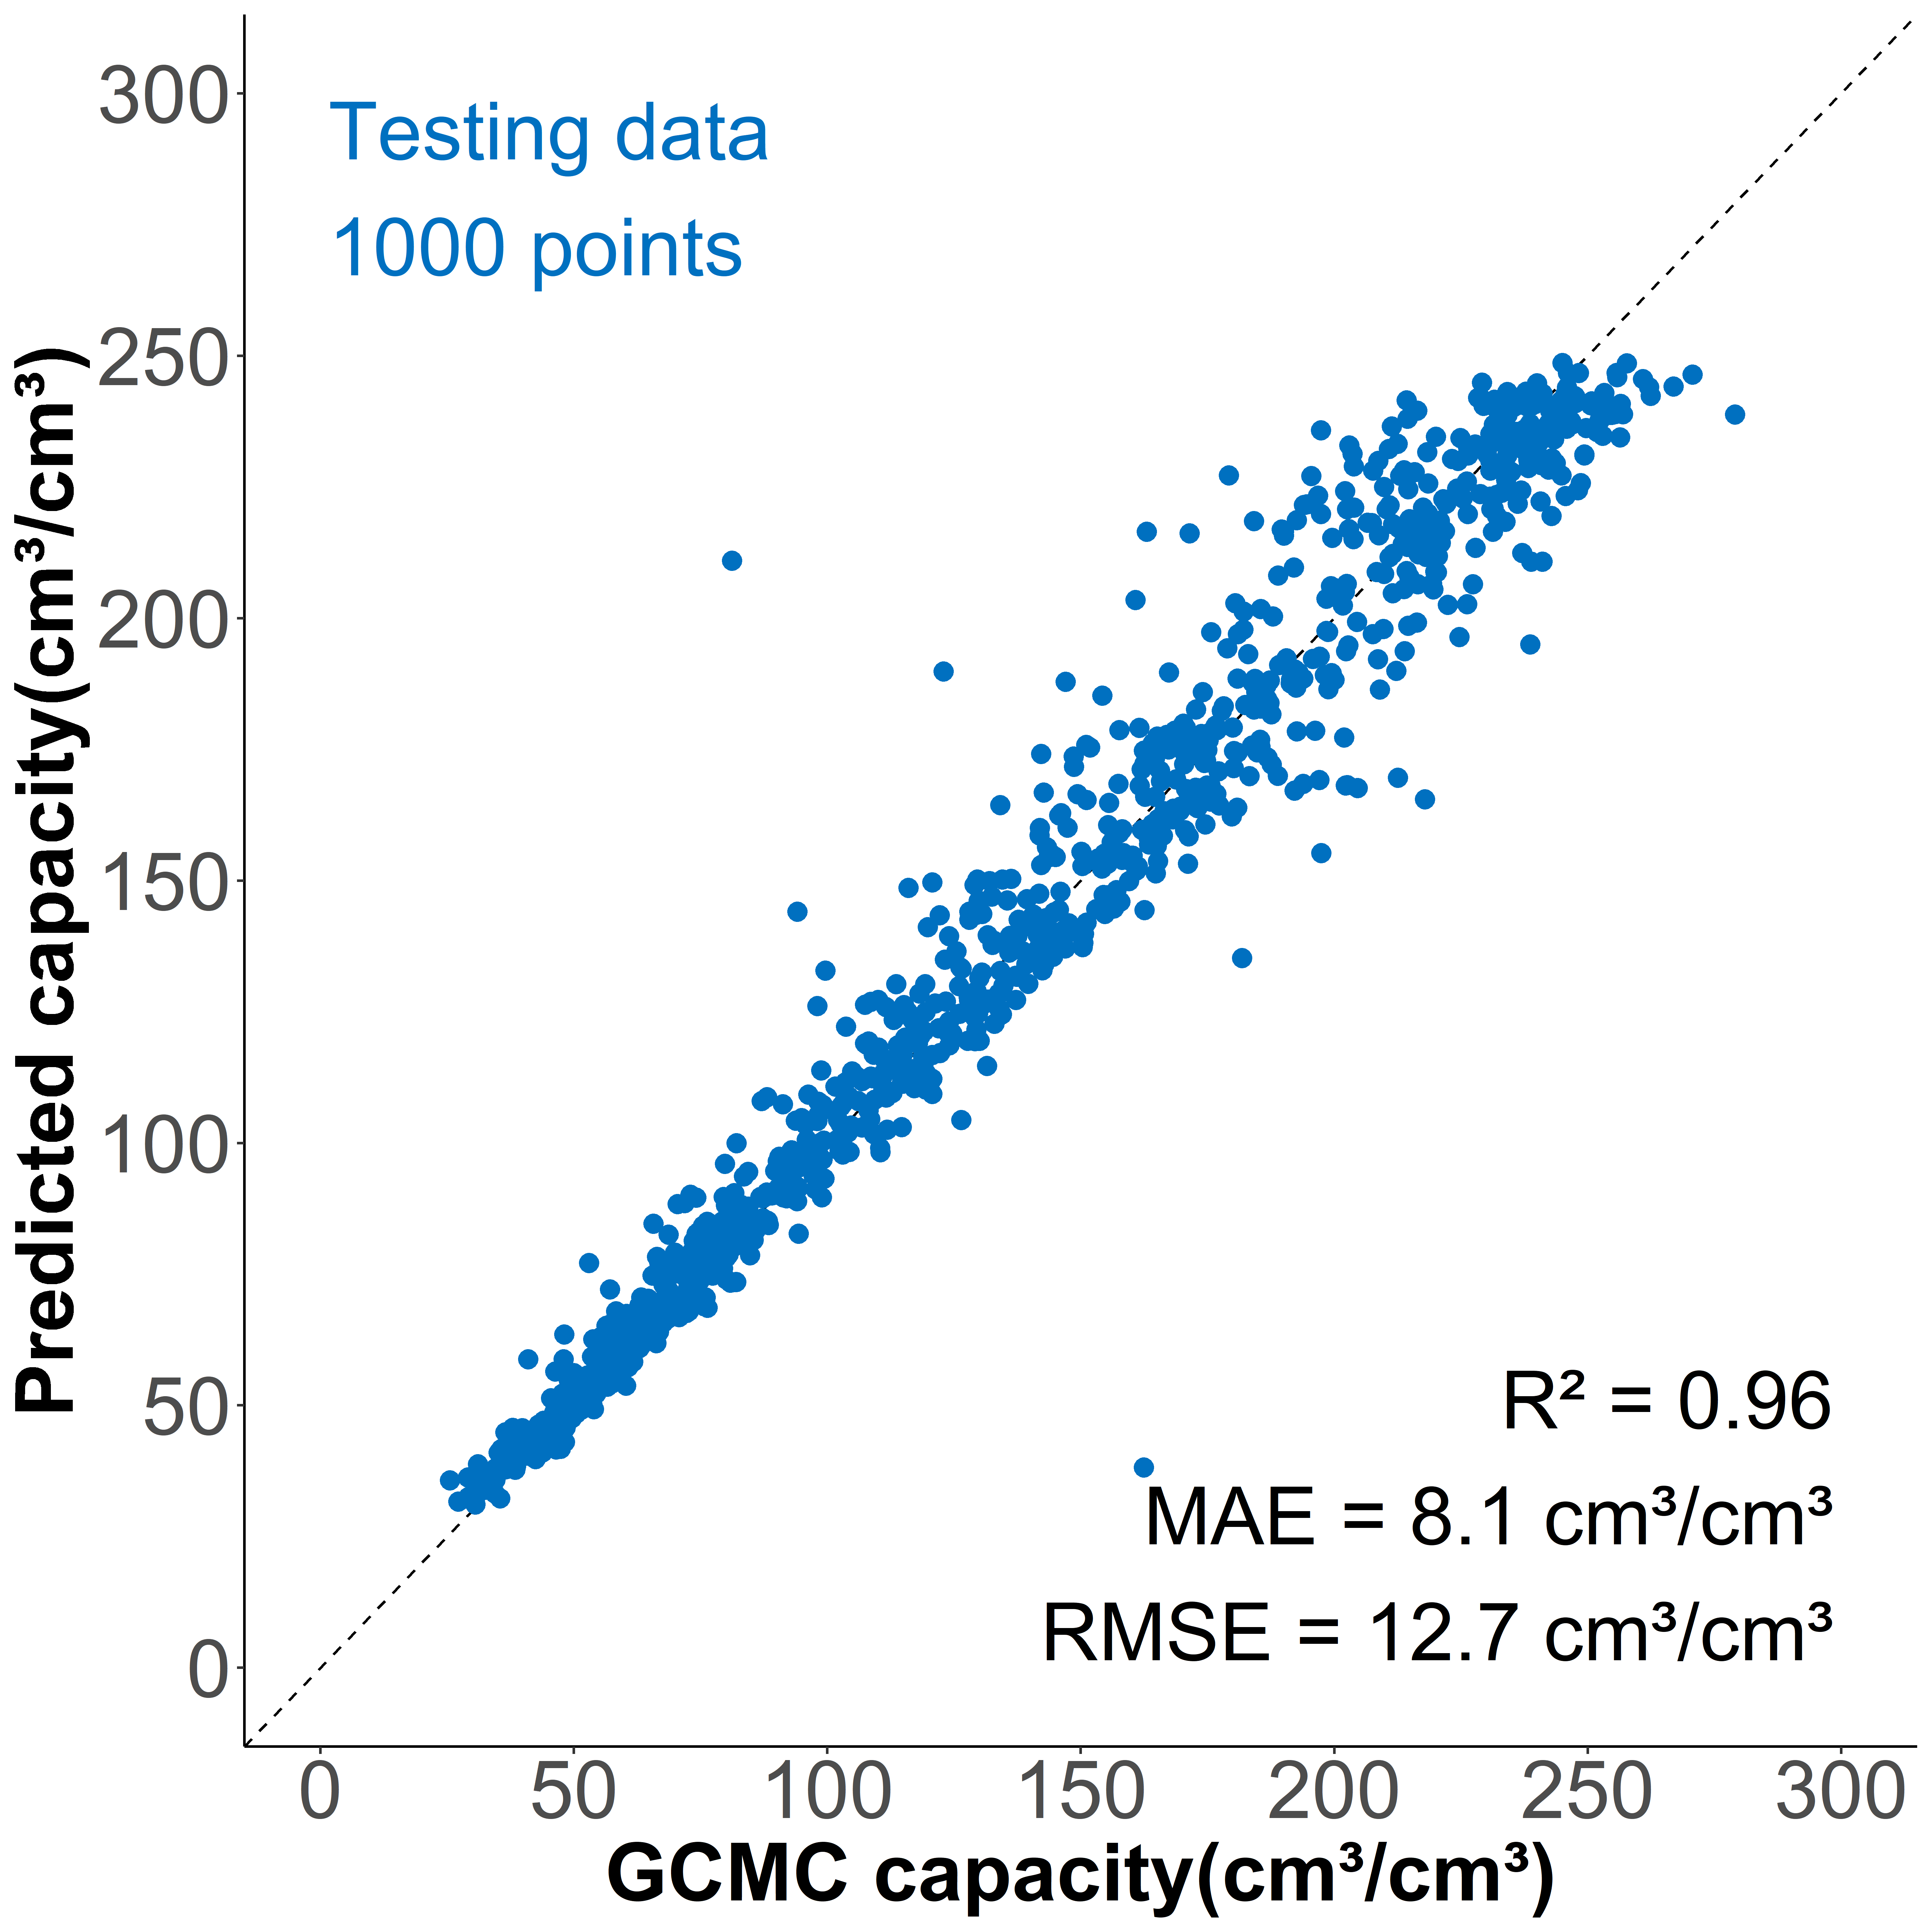 Testing data
1000 points
Predicted capacity(cm³/cm³)
300
250
200
150
100
50
0
R² = 0.96
MAE = 8.1 cm³/cm³
RMSE = 12.7 cm³/cm³
0 50 100 150 200 250 300
GCMC capacity(cm³/cm³)